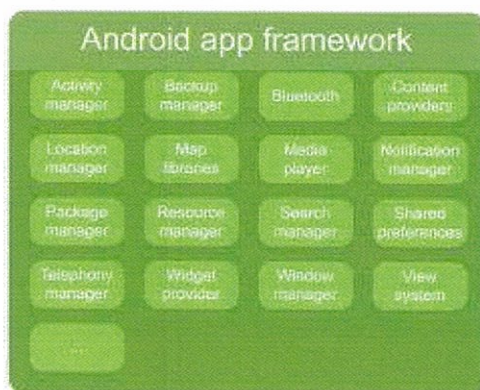 Android app framework
Activity
manager
Backup
manager
Bluetooth
Content
providers
Location
manager
Map
libraries
Media
player
Notification
manager
Package
manager
Resource
manager
Search
manager
Shared
preferences
Telephony
manager
Widget
provider
Window
manager
View
system
...